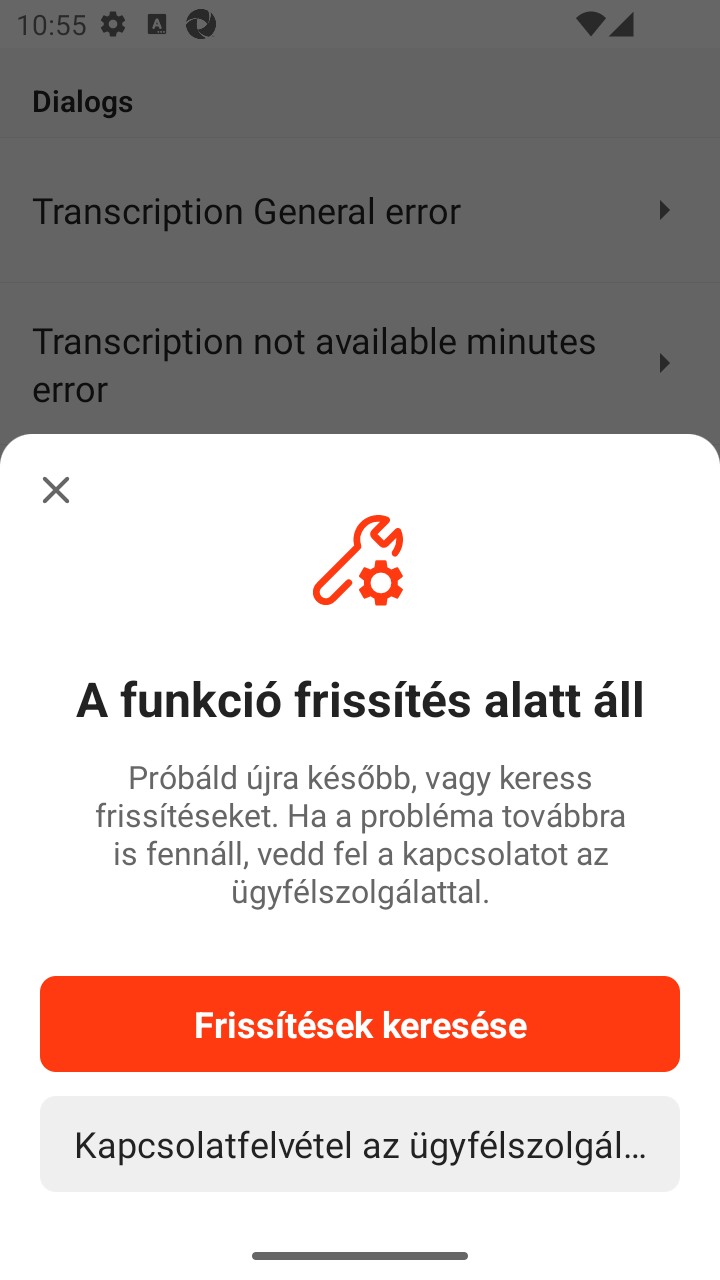 10:55
Dialogs
Transcription General error
Transcription not available minutes
error
A funkció frissítés alatt áll
Próbáld újra később, vagy keress
frissítéseket. Ha a probléma továbbra
is fennáll, vedd fel a kapcsolatot az
ügyfélszolgálattal.
Frissítések keresése
Kapcsolatfelvétel az ügyfélszolgál...